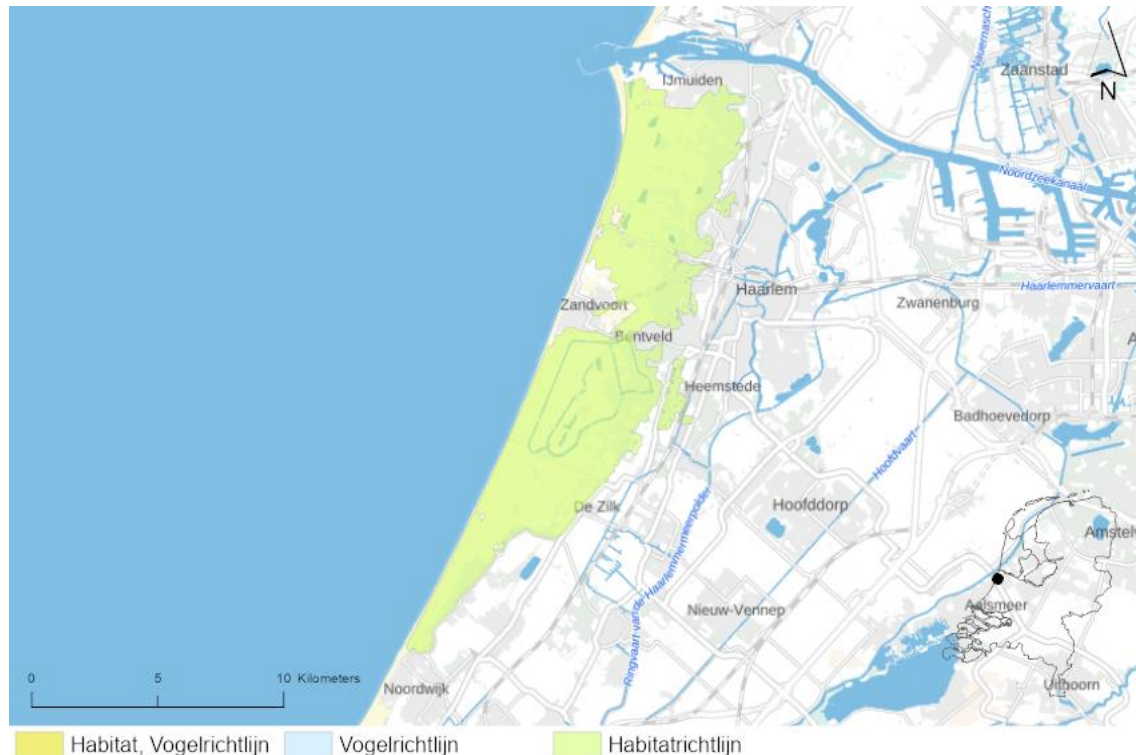 Nauernasch
IJmuiden
Zaanstad
N
Noordzeekanaal
Haarlem
Haarlemmervaart
Zandvoort
Zwanenburg
Bentveld
A
Heemstede
Badhoevedorp
Hoofdvaart
De Zilk
Hoofddorp
Amstelv
Ringvaart van de Haarlemmermeerpolder
Nieuw-Vennep
Aalsmeer
Noordwijk
Uithoorn
0 5 10 Kilometers
Habitat, Vogelrichtlijn Vogelrichtlijn Habitatrichtlijn